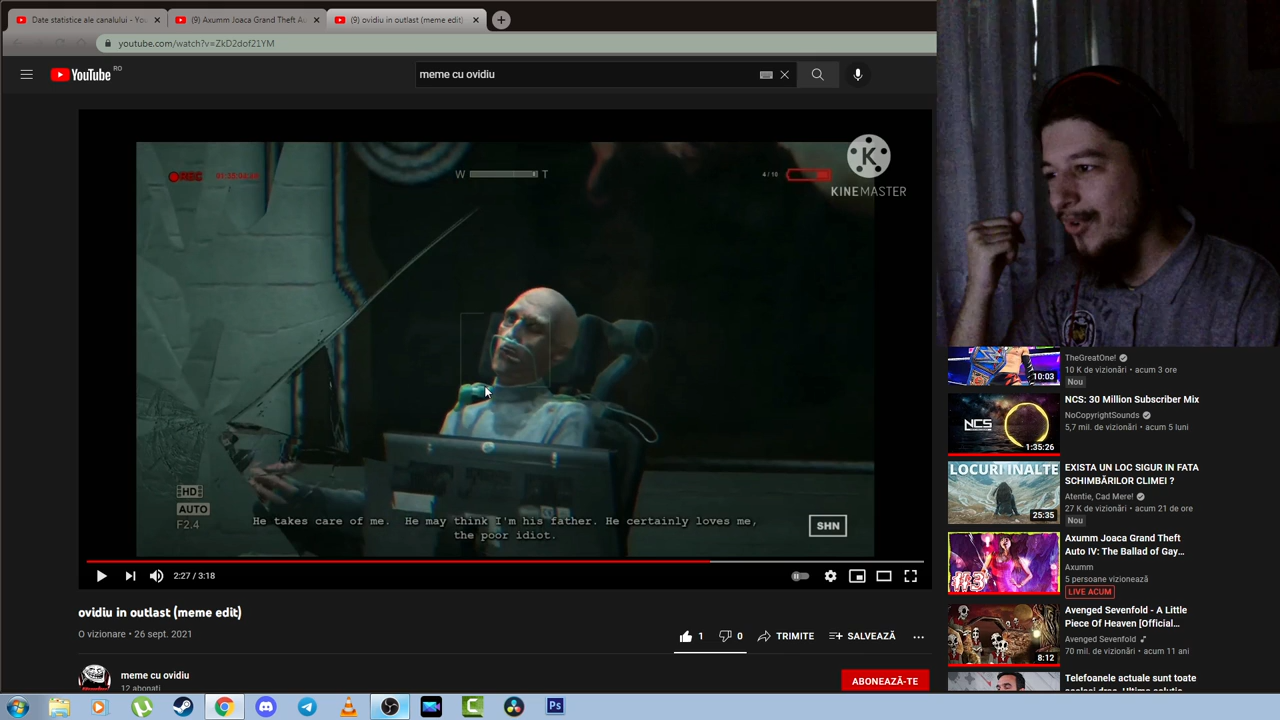 Date statistice ale canalului - You
(9) Axumm Joaca Grand Theft Au
(9) ovidiu in outlast (meme edit)
youtube.com/watch?v=ZkD2dof21YM
YouTube RO
meme cu ovidiu
REC
W T
4 / 10
K
KINEMASTER
HD
AUTO
F2.4
He takes care of me. He may think I'm his father. He certainly loves me,
the poor idiot.
SHN
2:27 / 3:18
ovidiu in outlast (meme edit)
O vizionare • 26 sept. 2021
1
0
TRIMITE
SALVEAZĂ
meme cu ovidiu
12 abonați
ABONEAZĂ-TE
TheGreatOne!
10 K de vizionări • acum 3 ore
Nou
10:03
NCS: 30 Million Subscriber Mix
NoCopyrightSounds
5,7 mil. de vizionări • acum 5 luni
NCS
1:35:26
LOCURI INALTE
EXISTA UN LOC SIGUR IN FATA
SCHIMBĂRILOR CLIMEI ?
Atentie, Cad Mere!
27 K de vizionări • acum 21 de ore
Nou
25:35
Axumm Joaca Grand Theft
Auto IV: The Ballad of Gay...
Axumm
5 persoane vizionează
LIVE ACUM
#3
Avenged Sevenfold - A Little
Piece Of Heaven [Official...
Avenged Sevenfold
70 mil. de vizionări • acum 11 ani
8:12
Telefoanele actuale sunt toate
Ps